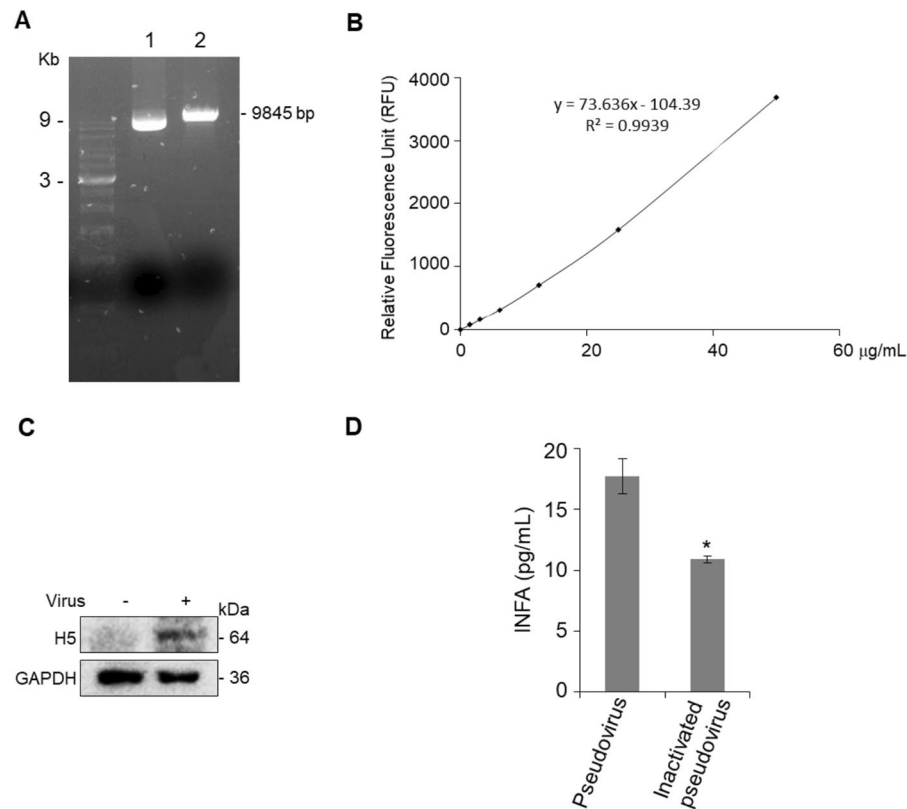 A
1 2
Kb
9 -
- 9845 bp
3 -
B
Relative Fluorescence Unit (RFU)
4000
3000
2000
1000
0
y = 73.636x - 104.39
R² = 0.9939
0 20 40 60 μg/mL
C
Virus - + kDa
H5 - 64
GAPDH - 36
D
INFA (pg/mL)
20
15
10
5
0
*
Pseudovirus
Inactivated
pseudovirus